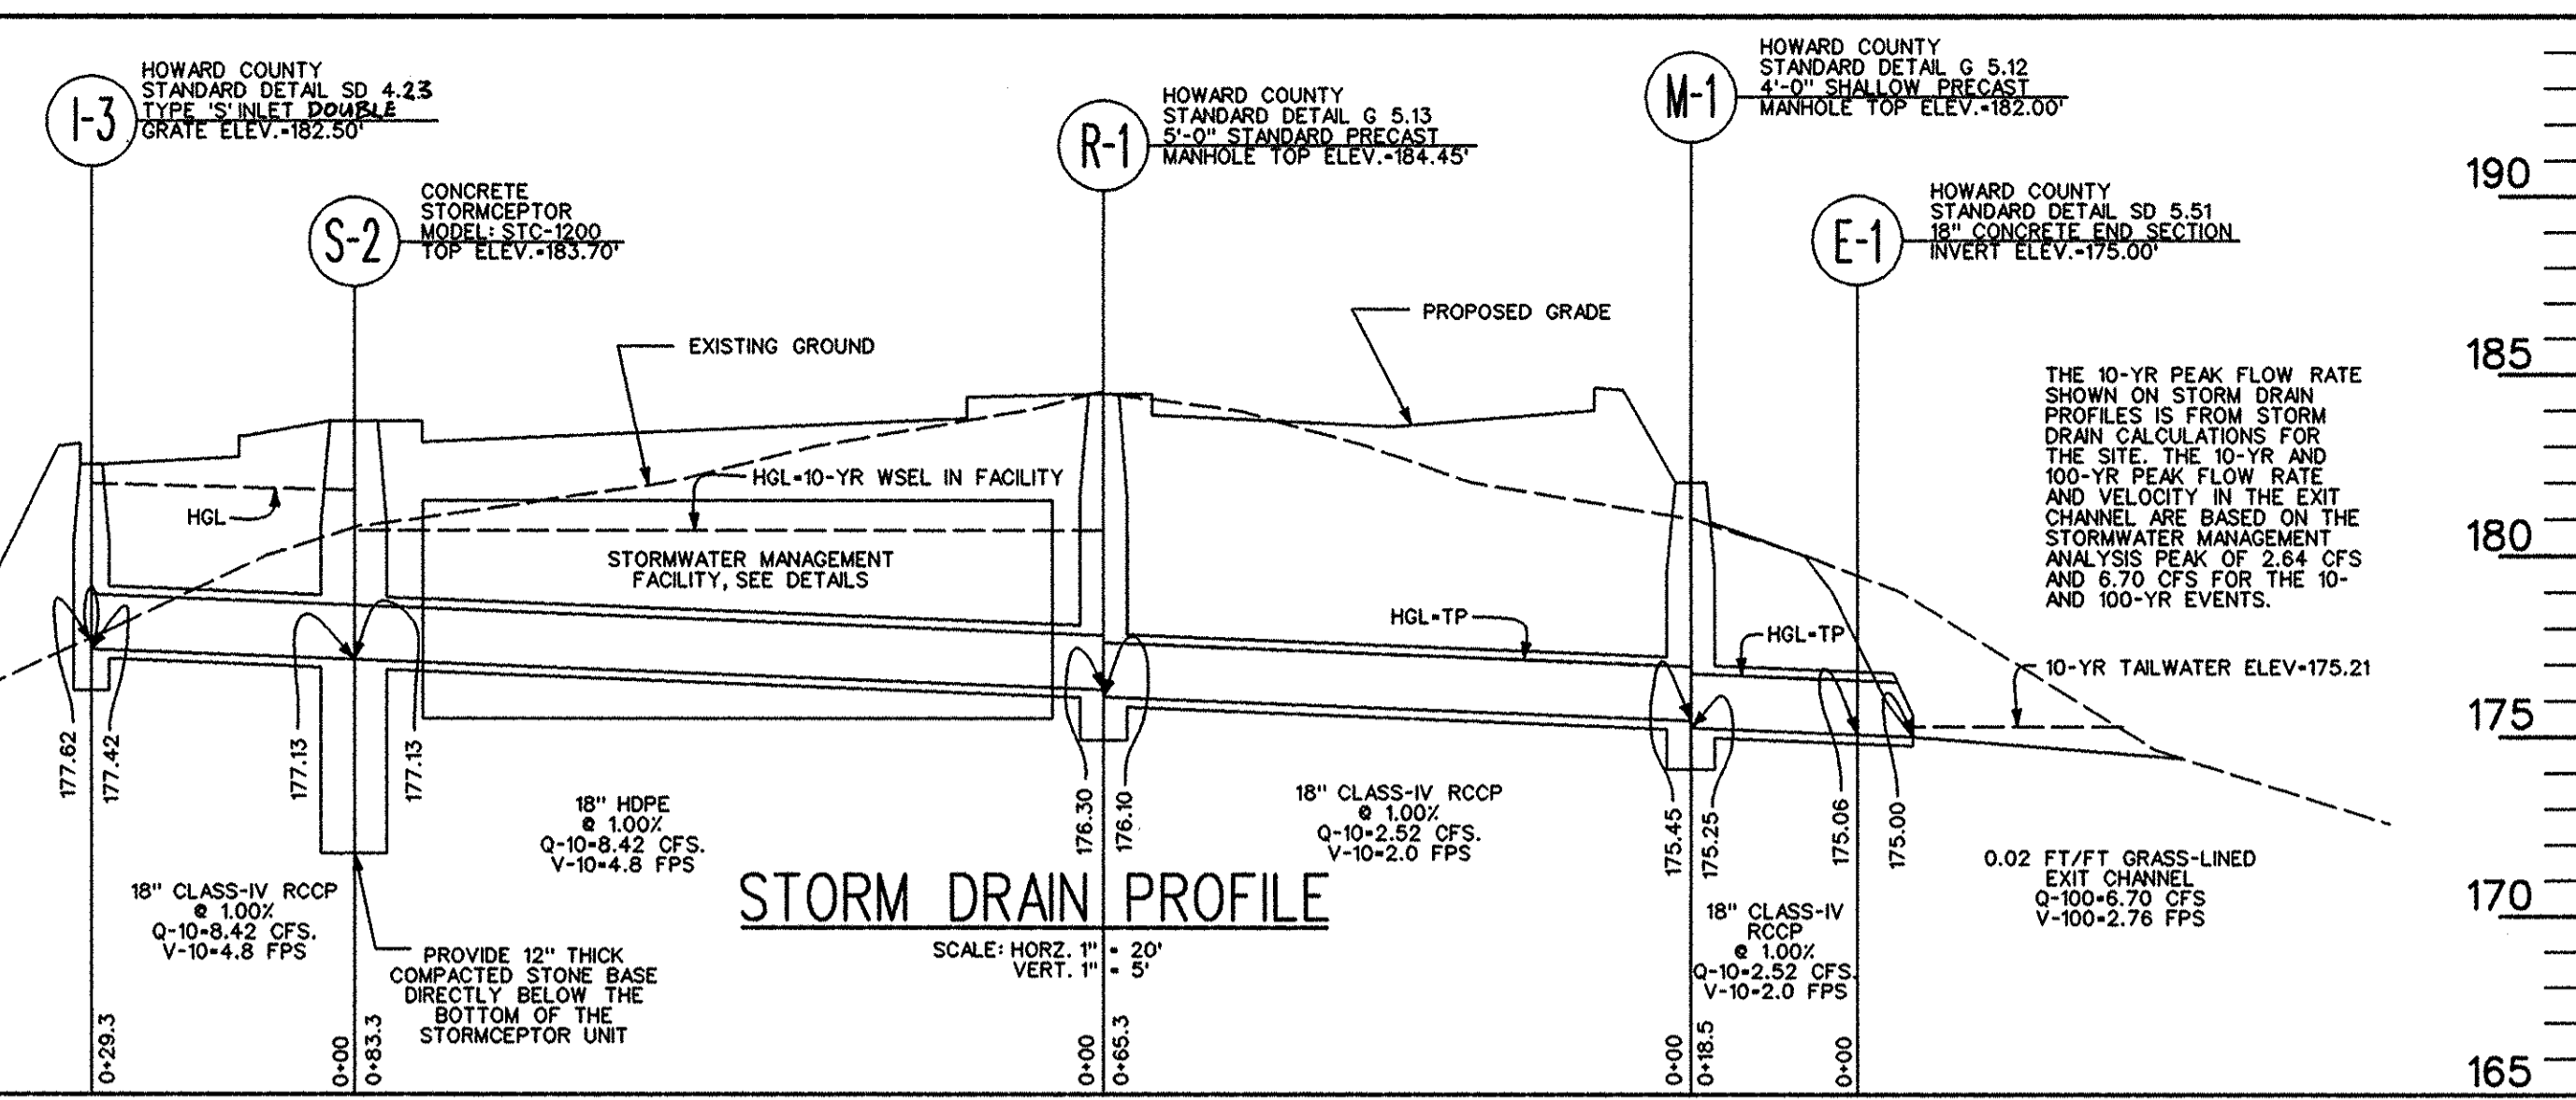 I-3
HOWARD COUNTY
STANDARD DETAIL SD 4.23
TYPE 'S' INLET DOUBLE
GRATE ELEV.=182.50'
S-2
CONCRETE
STORMCEPTOR
MODEL: STC-1200
TOP ELEV.=183.70'
R-1
HOWARD COUNTY
STANDARD DETAIL G 5.13
5'-0" STANDARD PRECAST
MANHOLE TOP ELEV.=184.45'
M-1
HOWARD COUNTY
STANDARD DETAIL G 5.12
4'-0" SHALLOW PRECAST
MANHOLE TOP ELEV.=182.00'
E-1
HOWARD COUNTY
STANDARD DETAIL SD 5.51
18" CONCRETE END SECTION
INVERT ELEV.=175.00'
190
185
180
175
170
165
EXISTING GROUND
PROPOSED GRADE
HGL
HGL=10-YR WSEL IN FACILITY
STORMWATER MANAGEMENT
FACILITY, SEE DETAILS
HGL=TP
HGL=TP
10-YR TAILWATER ELEV=175.21
THE 10-YR PEAK FLOW RATE
SHOWN ON STORM DRAIN
PROFILES IS FROM STORM
DRAIN CALCULATIONS FOR
THE SITE. THE 10-YR AND
100-YR PEAK FLOW RATE
AND VELOCITY IN THE EXIT
CHANNEL ARE BASED ON THE
STORMWATER MANAGEMENT
ANALYSIS PEAK OF 2.64 CFS
AND 6.70 CFS FOR THE 10-
AND 100-YR EVENTS.
177.62
177.42
177.13
177.13
176.30
176.10
175.45
175.25
175.06
175.00
18" CLASS-IV RCCP
@ 1.00%
Q-10=8.42 CFS.
V-10=4.8 FPS
18" HDPE
@ 1.00%
Q-10=8.42 CFS.
V-10=4.8 FPS
18" CLASS-IV RCCP
@ 1.00%
Q-10=2.52 CFS.
V-10=2.0 FPS
18" CLASS-IV
RCCP
@ 1.00%
Q-10=2.52 CFS.
V-10=2.0 FPS
0.02 FT/FT GRASS-LINED
EXIT CHANNEL
Q-100=6.70 CFS
V-100=2.76 FPS
PROVIDE 12" THICK
COMPACTED STONE BASE
DIRECTLY BELOW THE
BOTTOM OF THE
STORMCEPTOR UNIT
STORM DRAIN PROFILE
SCALE: HORZ. 1" = 20'
VERT. 1" = 5'
0+29.3
0+00
0+83.3
0+00
0+65.3
0+00
0+18.5
0+00